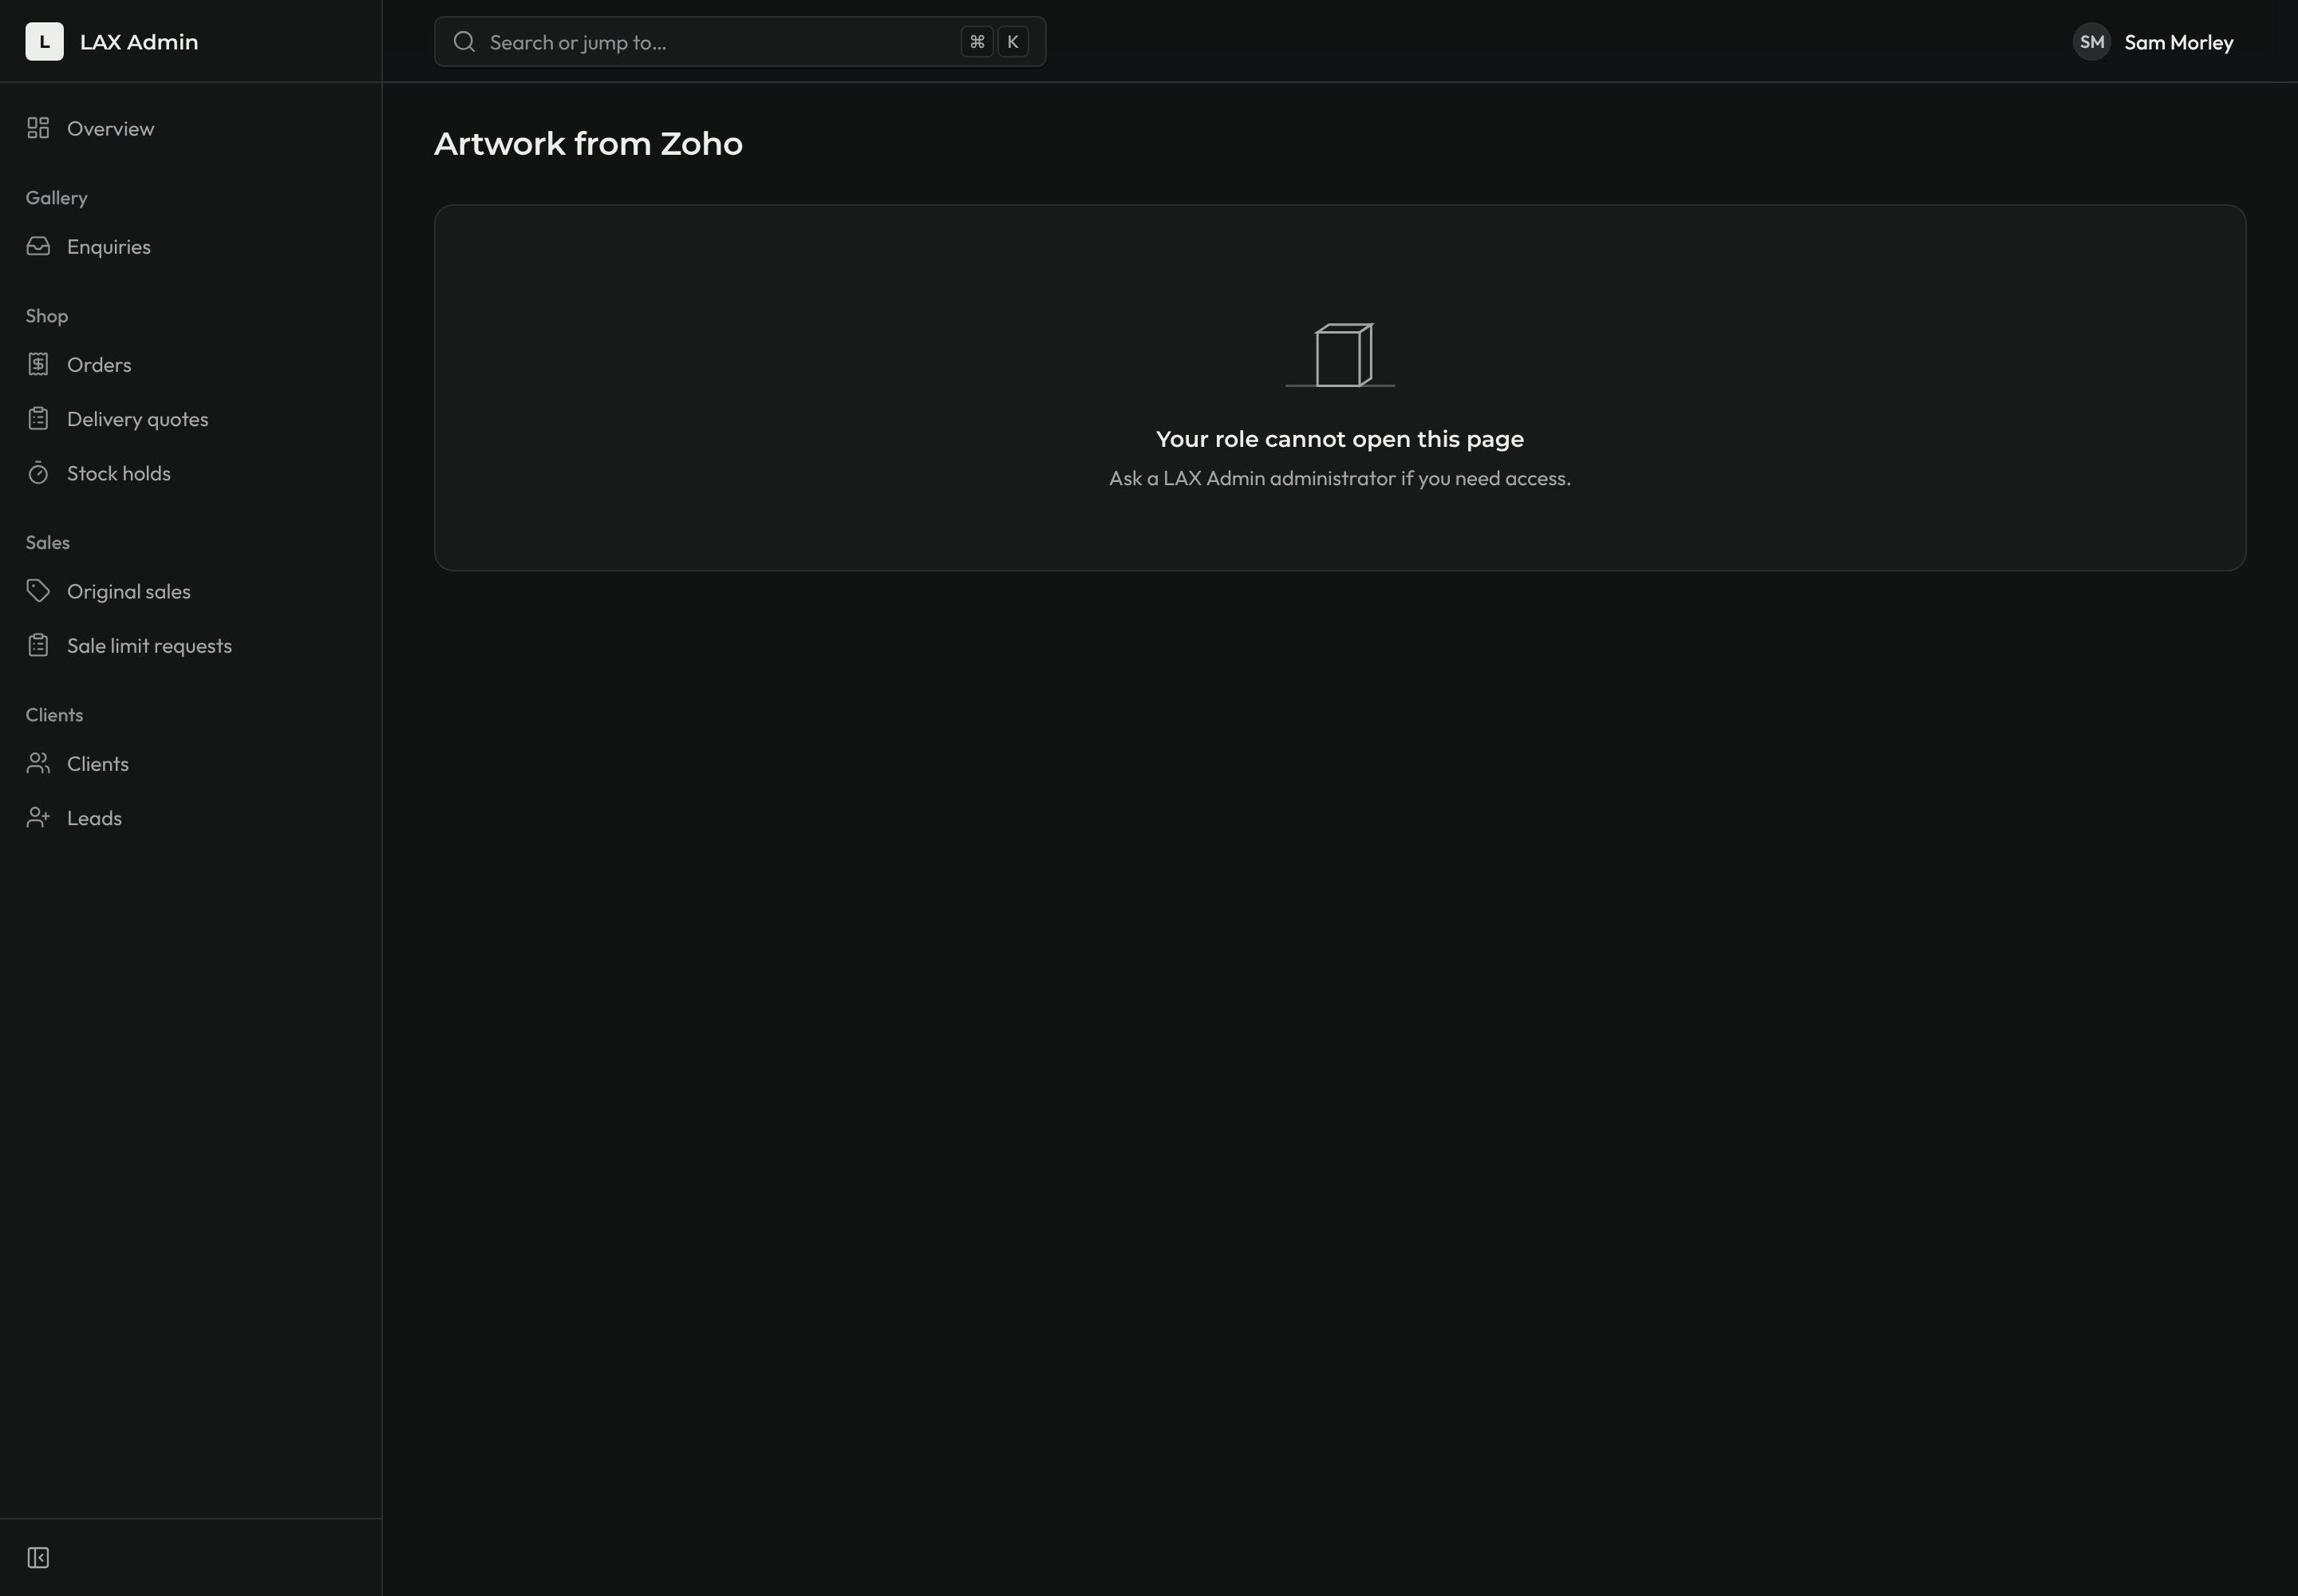 L
LAX Admin
Search or jump to...
⌘ K
SM
Sam Morley
Overview
Gallery
Enquiries
Shop
Orders
Delivery quotes
Stock holds
Sales
Original sales
Sale limit requests
Clients
Clients
Leads
Artwork from Zoho
Your role cannot open this page
Ask a LAX Admin administrator if you need access.